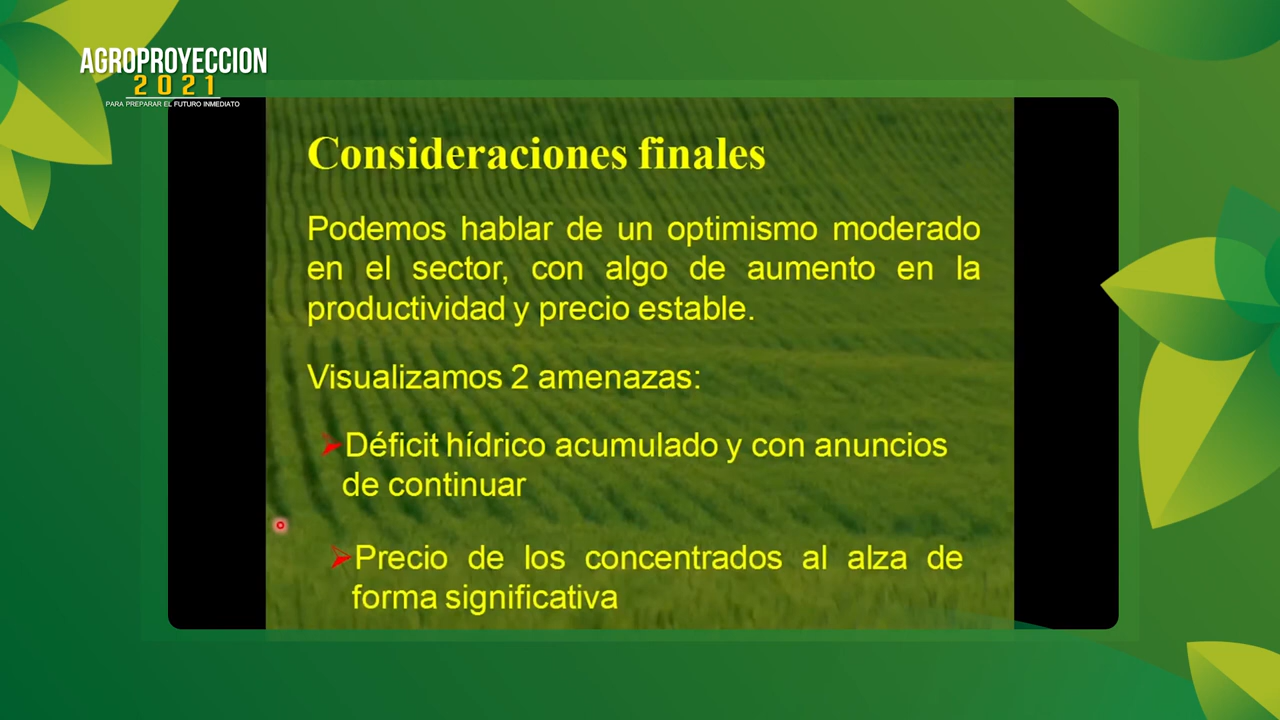 AGROPROYECCION
2021
PARA PREPARAR EL FUTURO INMEDIATO
Consideraciones finales
Podemos hablar de un optimismo moderado
en el sector, con algo de aumento en la
productividad y precio estable.
Visualizamos 2 amenazas:
Déficit hídrico acumulado y con anuncios
de continuar
Precio de los concentrados al alza de
forma significativa